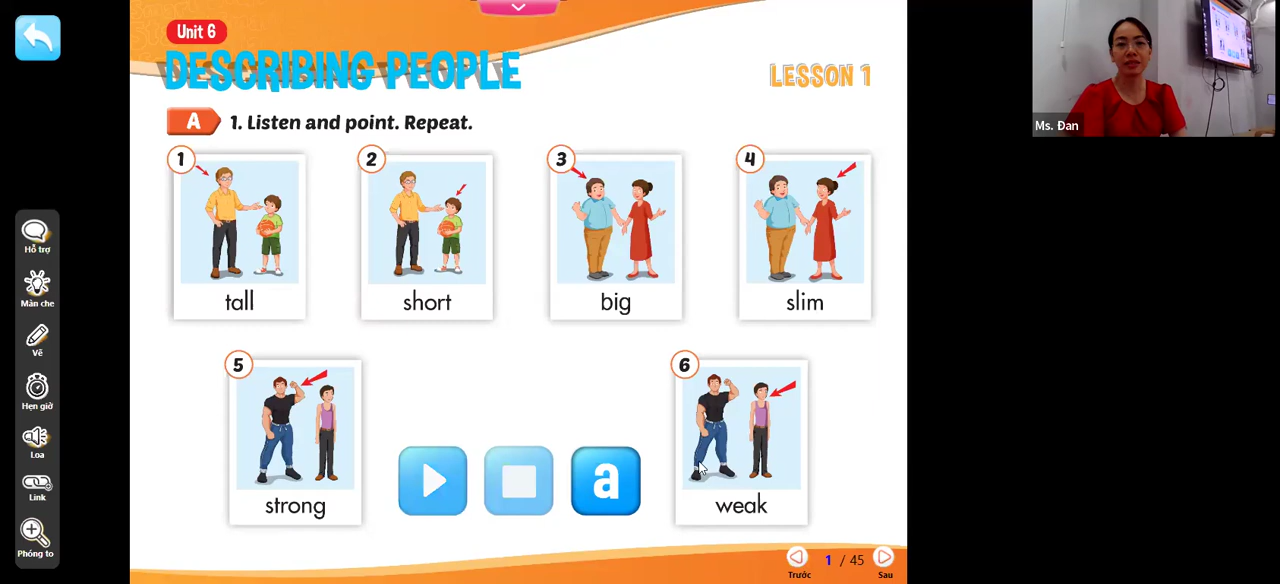 Unit 6
DESCRIBING PEOPLE
LESSON 1
A 1. Listen and point. Repeat.
1
tall
2
short
3
big
4
slim
5
strong
6
weak
a
Hỗ trợ
Màn che
Vẽ
Hẹn giờ
Loa
Link
Phóng to
Trước
1 / 45
Sau
Ms. Đan